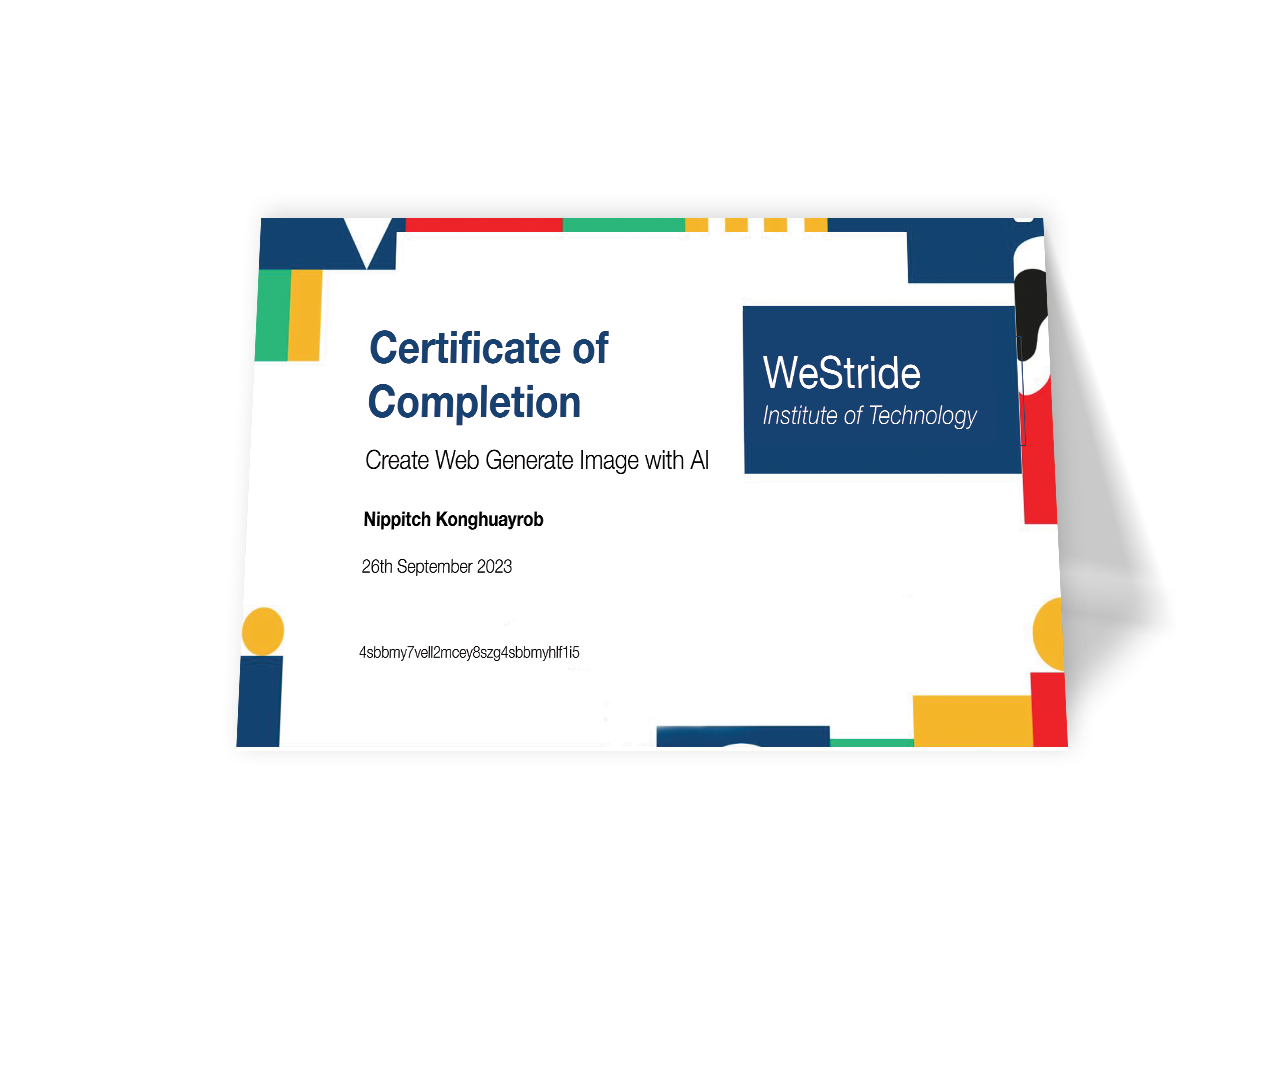 Certificate of
Completion
WeStride
Institute of Technology
Create Web Generate Image with AI
Nippitch Konghuayrob
26th September 2023
4sbbmy7vell2mcey8szg4sbbmyhlf1i5